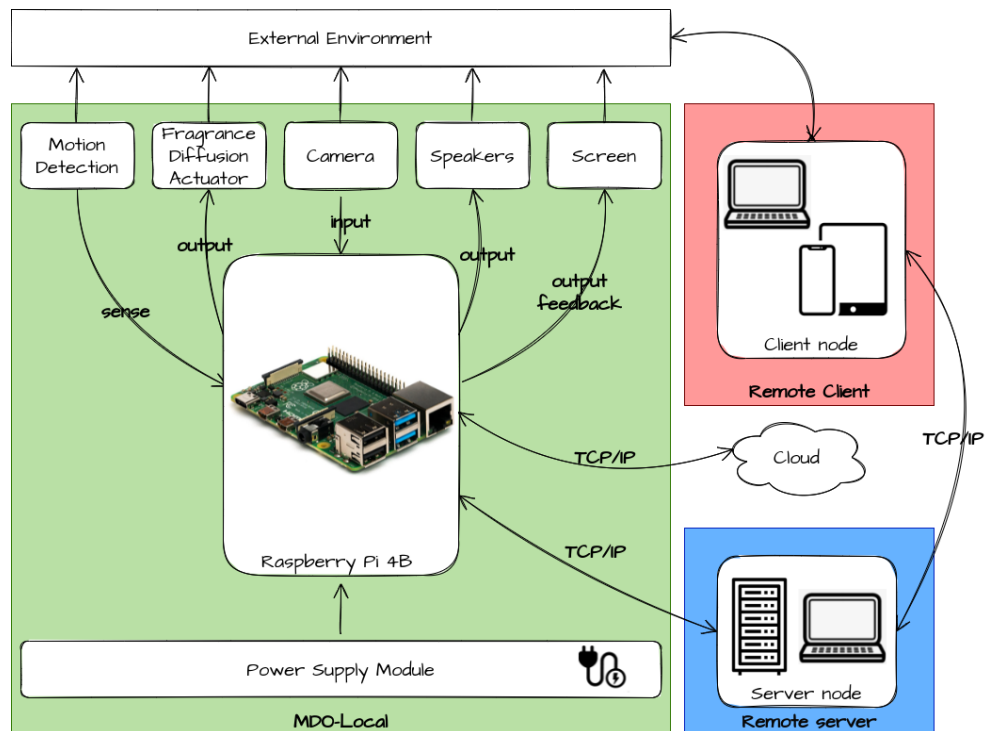 External Environment
Motion
Detection
Fragrance
Diffusion
Actuator
Camera
Speakers
Screen
input
output
output
output
feedback
sense
Client node
Remote Client
TCP/IP
Cloud
TCP/IP
TCP/IP
Raspberry Pi 4B
Power Supply Module
MDO-Local
Server node
Remote server